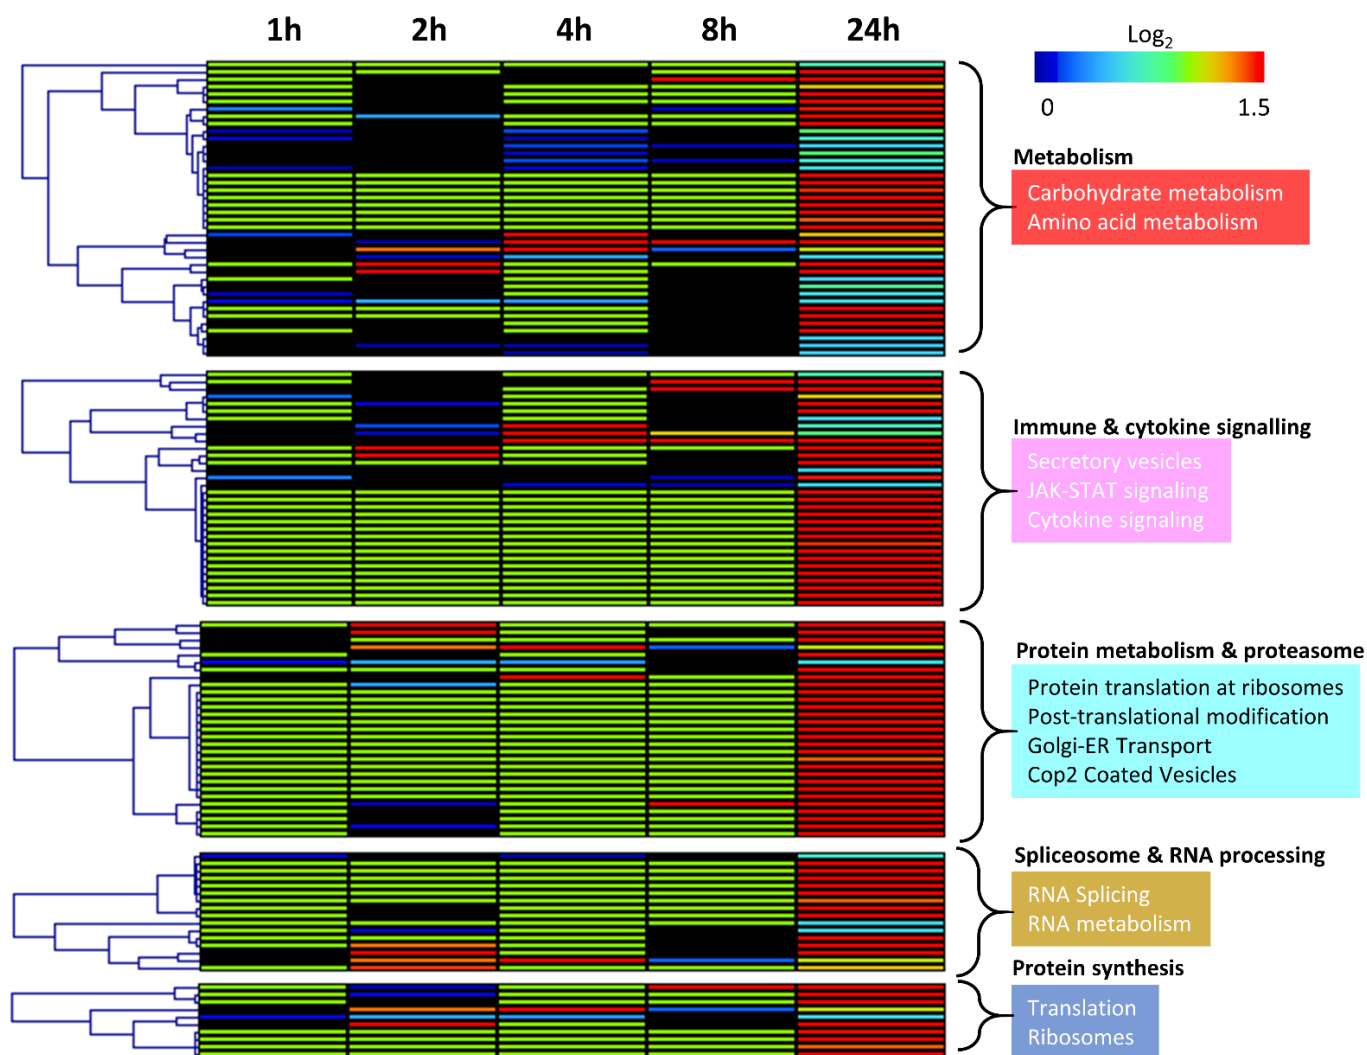 1h 2h 4h 8h 24h
Log2
0 1.5
Metabolism
Carbohydrate metabolism
Amino acid metabolism
Immune & cytokine signalling
Secretory vesicles
JAK-STAT signaling
Cytokine signaling
Protein metabolism & proteasome
Protein translation at ribosomes
Post-translational modification
Golgi-ER Transport
Cop2 Coated Vesicles
Spliceosome & RNA processing
RNA Splicing
RNA metabolism
Protein synthesis
Translation
Ribosomes